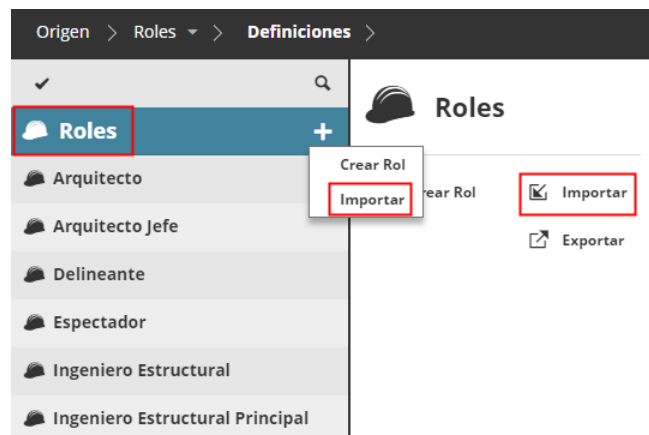 Origen > Roles > Definiciones >
Roles
Roles
+
Crear Rol
Importar
Arquitecto
rear Rol
Importar
Arquitecto Jefe
Exportar
Delineante
Espectador
Ingeniero Estructural
Ingeniero Estructural Principal